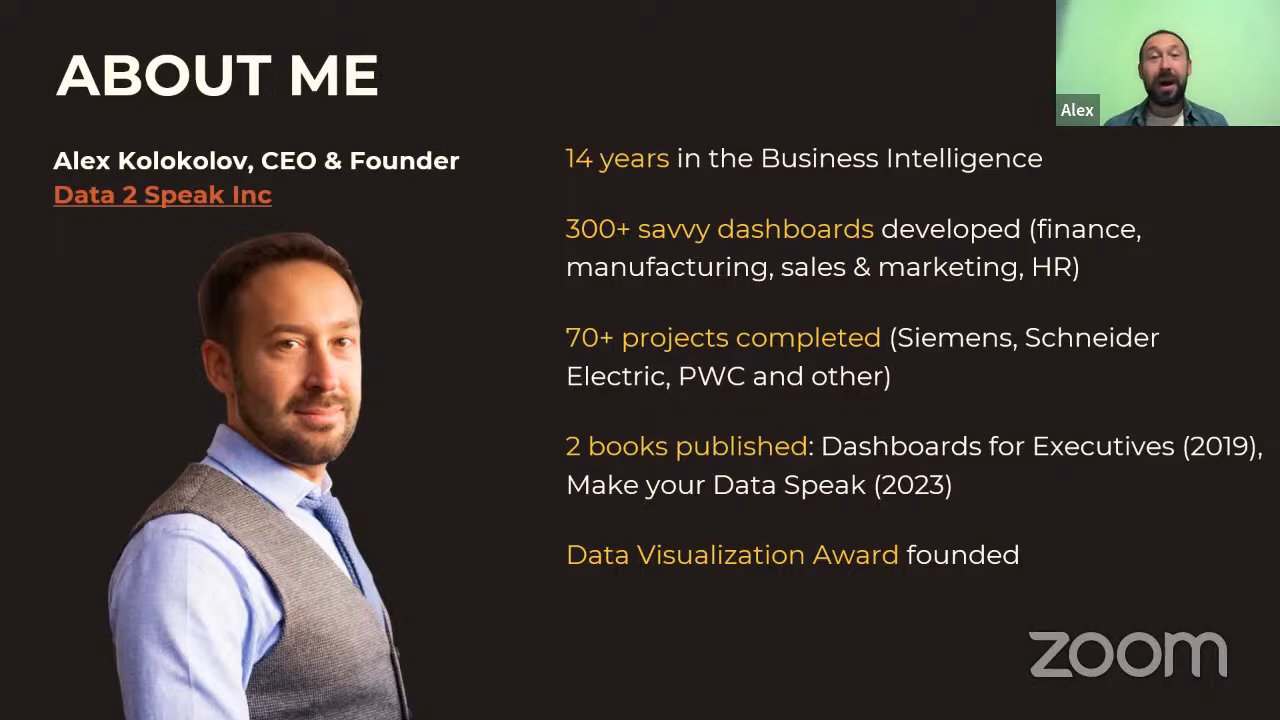 ABOUT ME
Alex Kolokolov, CEO & Founder
Data 2 Speak Inc
Alex
14 years in the Business Intelligence
300+ savvy dashboards developed (finance,
manufacturing, sales & marketing, HR)
70+ projects completed (Siemens, Schneider
Electric, PWC and other)
2 books published: Dashboards for Executives (2019),
Make your Data Speak (2023)
Data Visualization Award founded
zoom